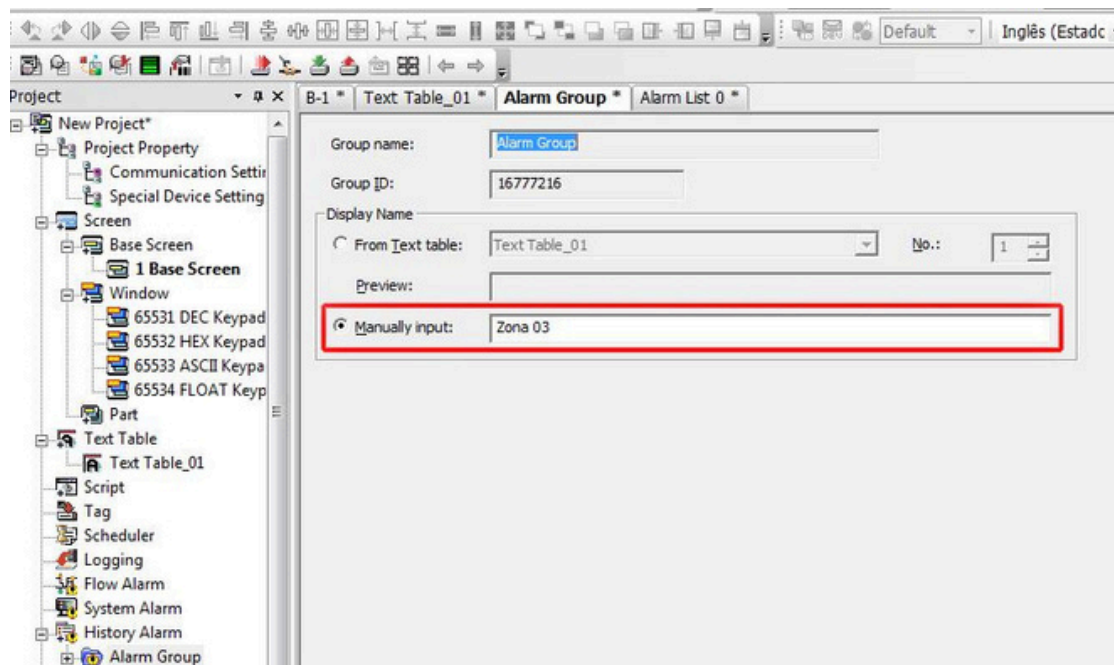 Default
Inglês (Estadc
Project
B-1 *
Text Table_01 *
Alarm Group *
Alarm List 0 *
New Project*
Project Property
Communication Settir
Special Device Setting
Screen
Base Screen
1 Base Screen
Window
65531 DEC Keypad
65532 HEX Keypad
65533 ASCII Keypa
65534 FLOAT Keyp
Part
Text Table
Text Table_01
Script
Tag
Scheduler
Logging
Flow Alarm
System Alarm
History Alarm
Alarm Group
Group name:
Alarm Group
Group ID:
16777216
Display Name
From Text table:
Text Table_01
No.:
1
Preview:
Manually input:
Zona 03